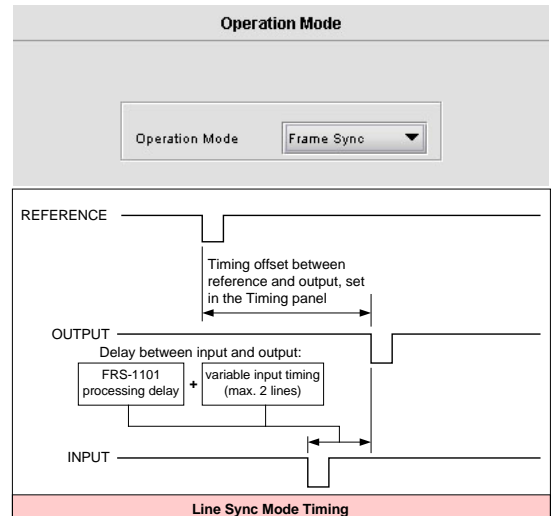 Operation Mode
Operation Mode
Frame Sync
REFERENCE
Timing offset between
reference and output, set
in the Timing panel
OUTPUT
Delay between input and output:
FRS-1101
processing delay
+
variable input timing
(max. 2 lines)
INPUT
Line Sync Mode Timing